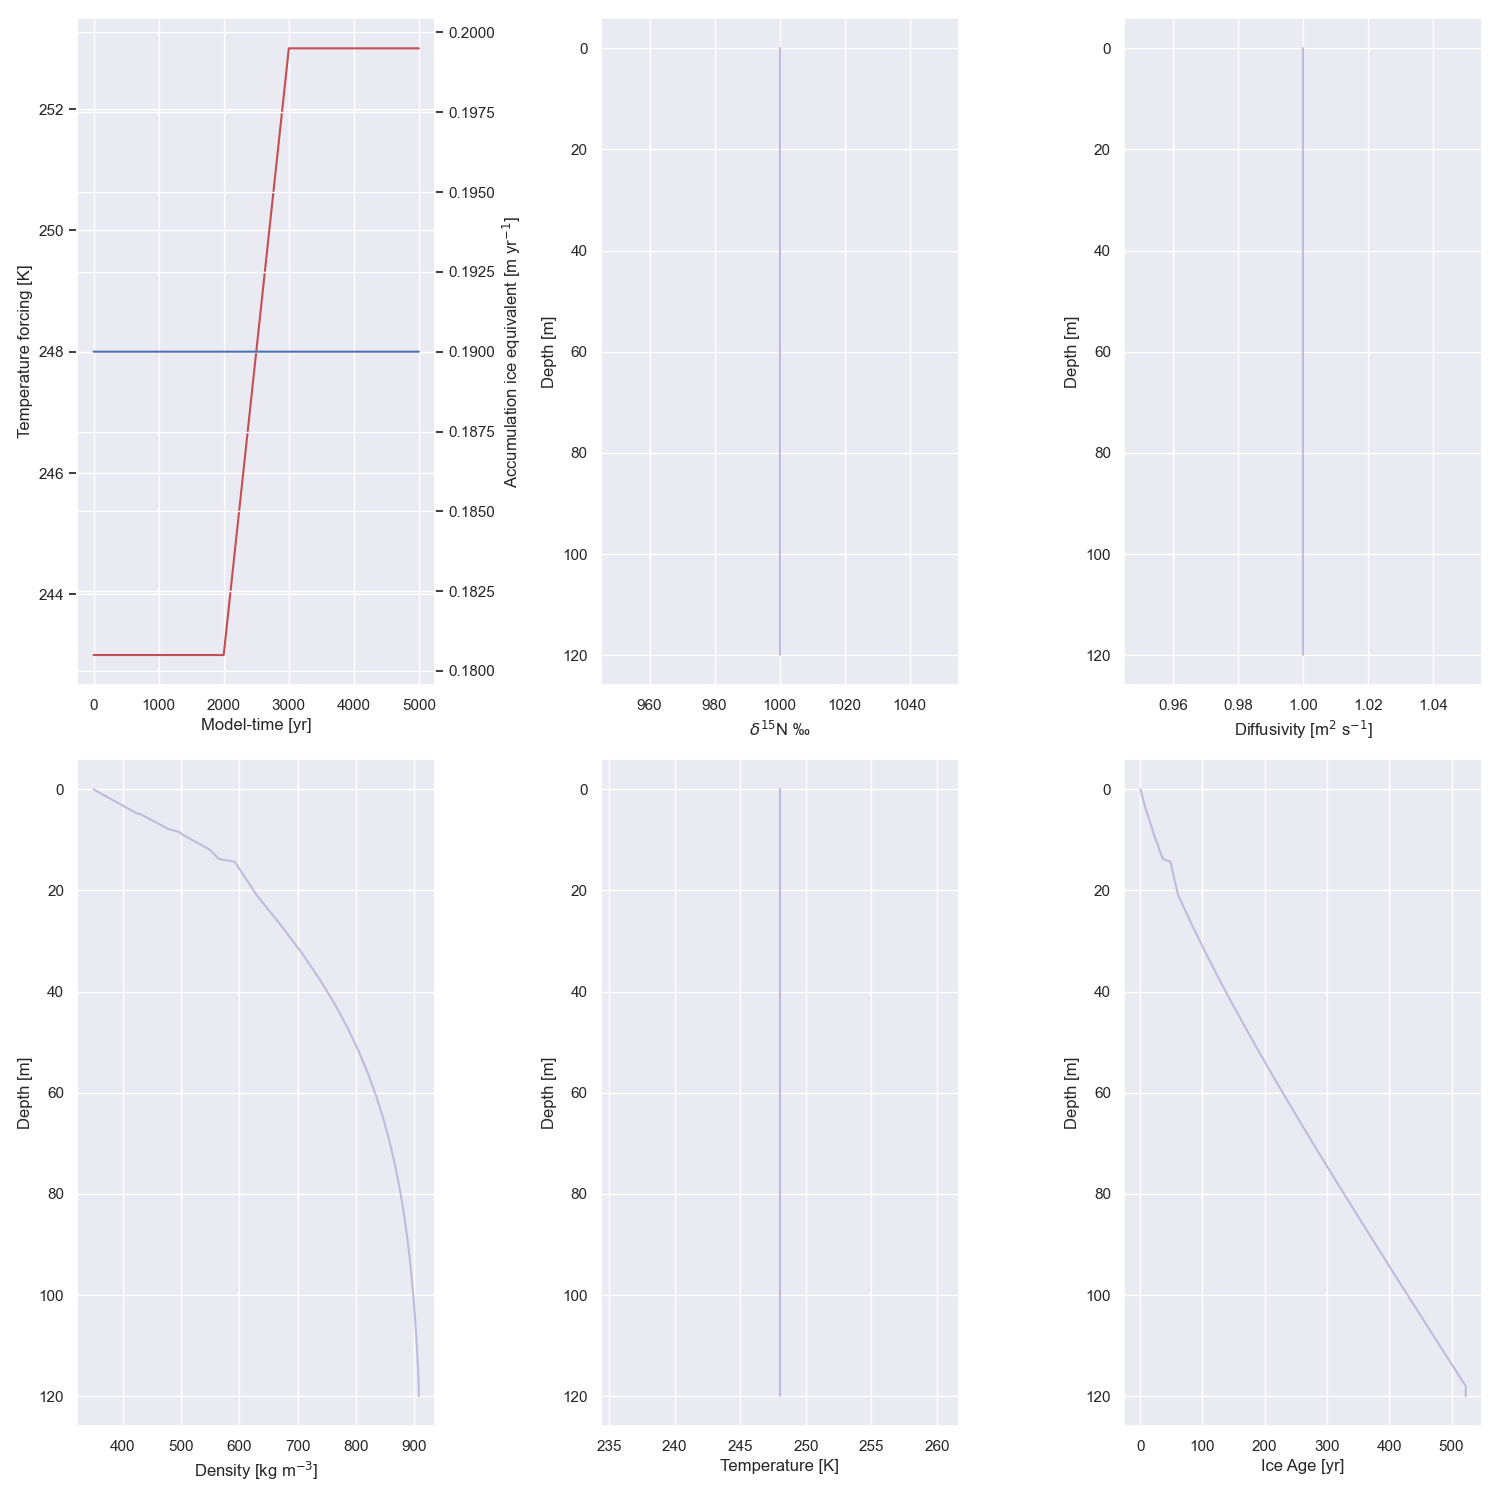 252
250
248
246
244
Temperature forcing [K]
0.2000
0.1975
0.1950
0.1925
0.1900
0.1875
0.1850
0.1825
0.1800
Accumulation ice equivalent [m yr⁻¹]
0 1000 2000 3000 4000 5000
Model-time [yr]
0
20
40
60
80
100
120
Depth [m]
960 980 1000 1020 1040
δ¹⁵N ‰
0
20
40
60
80
100
120
Depth [m]
0.96 0.98 1.00 1.02 1.04
Diffusivity [m² s⁻¹]
0
20
40
60
80
100
120
Depth [m]
400 500 600 700 800 900
Density [kg m⁻³]
0
20
40
60
80
100
120
Depth [m]
235 240 245 250 255 260
Temperature [K]
0
20
40
60
80
100
120
Depth [m]
0 100 200 300 400 500
Ice Age [yr]